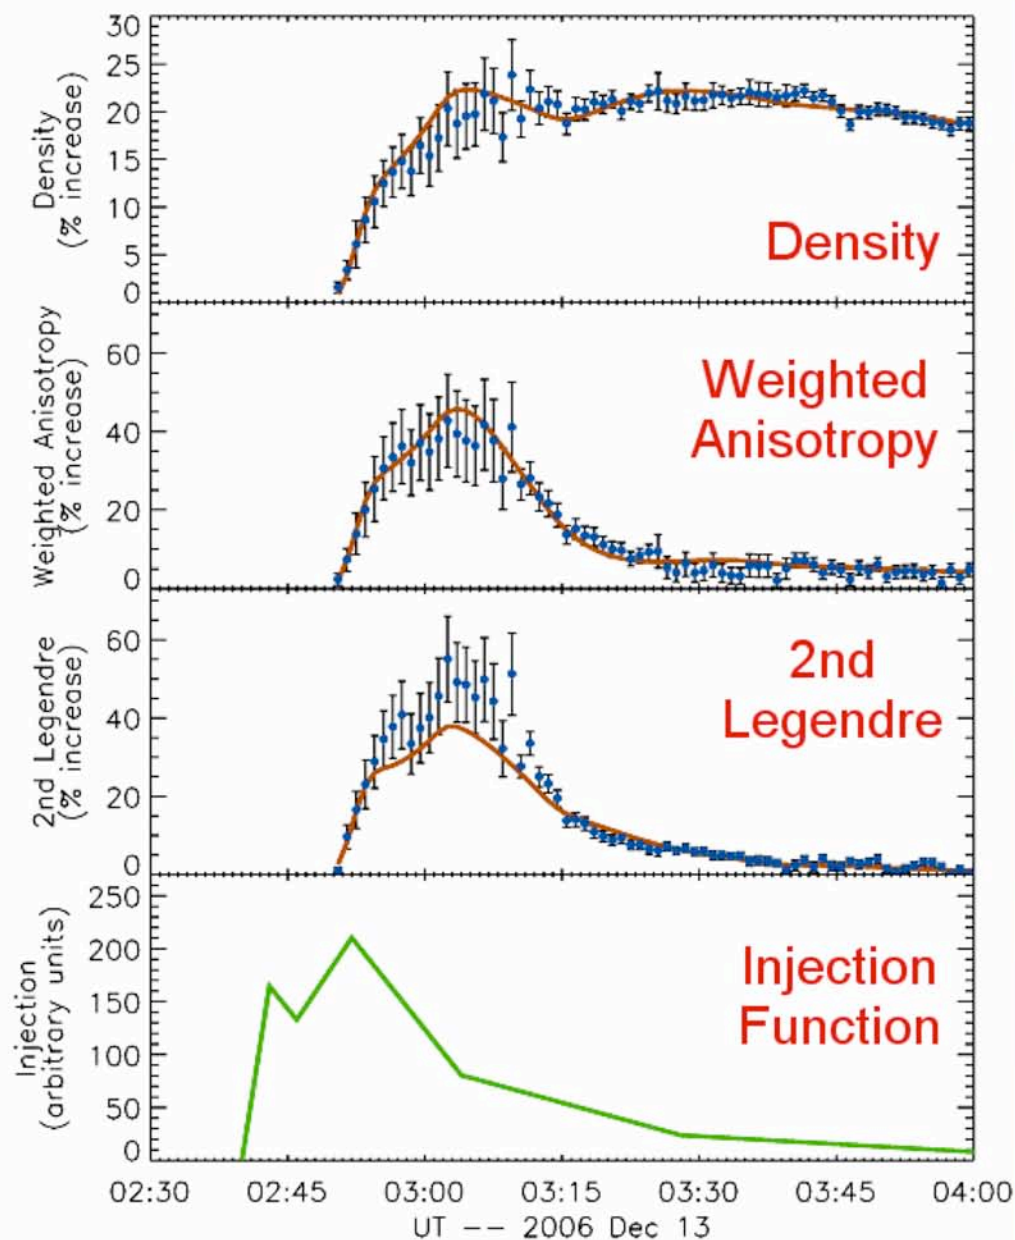 30
25
20
15
10
5
0
Density
(% increase)
Density
60
40
20
0
Weighted Anisotropy
(% increase)
Weighted
Anisotropy
60
40
20
0
2nd Legendre
(% increase)
2nd
Legendre
250
200
150
100
50
0
Injection
(arbitrary units)
Injection
Function
02:30 02:45 03:00 03:15 03:30 03:45 04:00
UT -- 2006 Dec 13